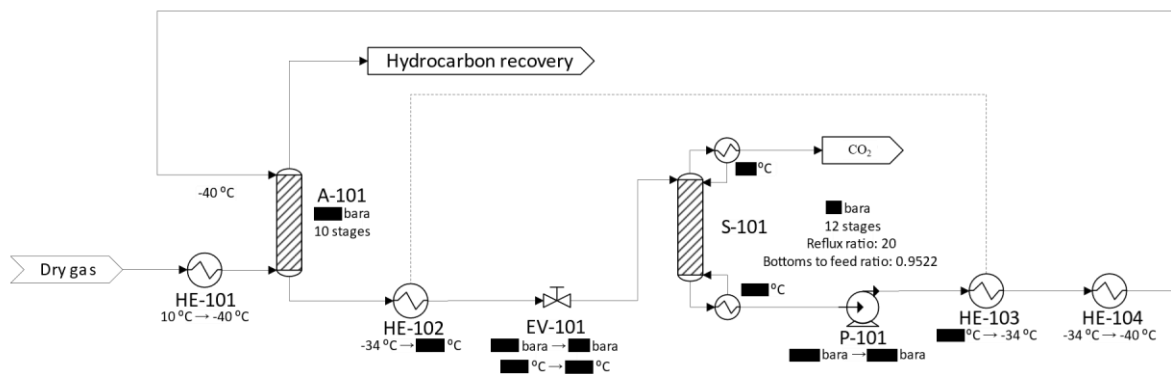 Hydrocarbon recovery
CO₂
°C
-40 °C
A-101
bara
10 stages
S-101
bara
12 stages
Reflux ratio: 20
Bottoms to feed ratio: 0.9522
Dry gas
HE-101
10 °C → -40 °C
°C
HE-102
-34 °C → °C
EV-101
bara → bara
°C → °C
P-101
bara → bara
HE-103
°C → -34 °C
HE-104
-34 °C → -40 °C